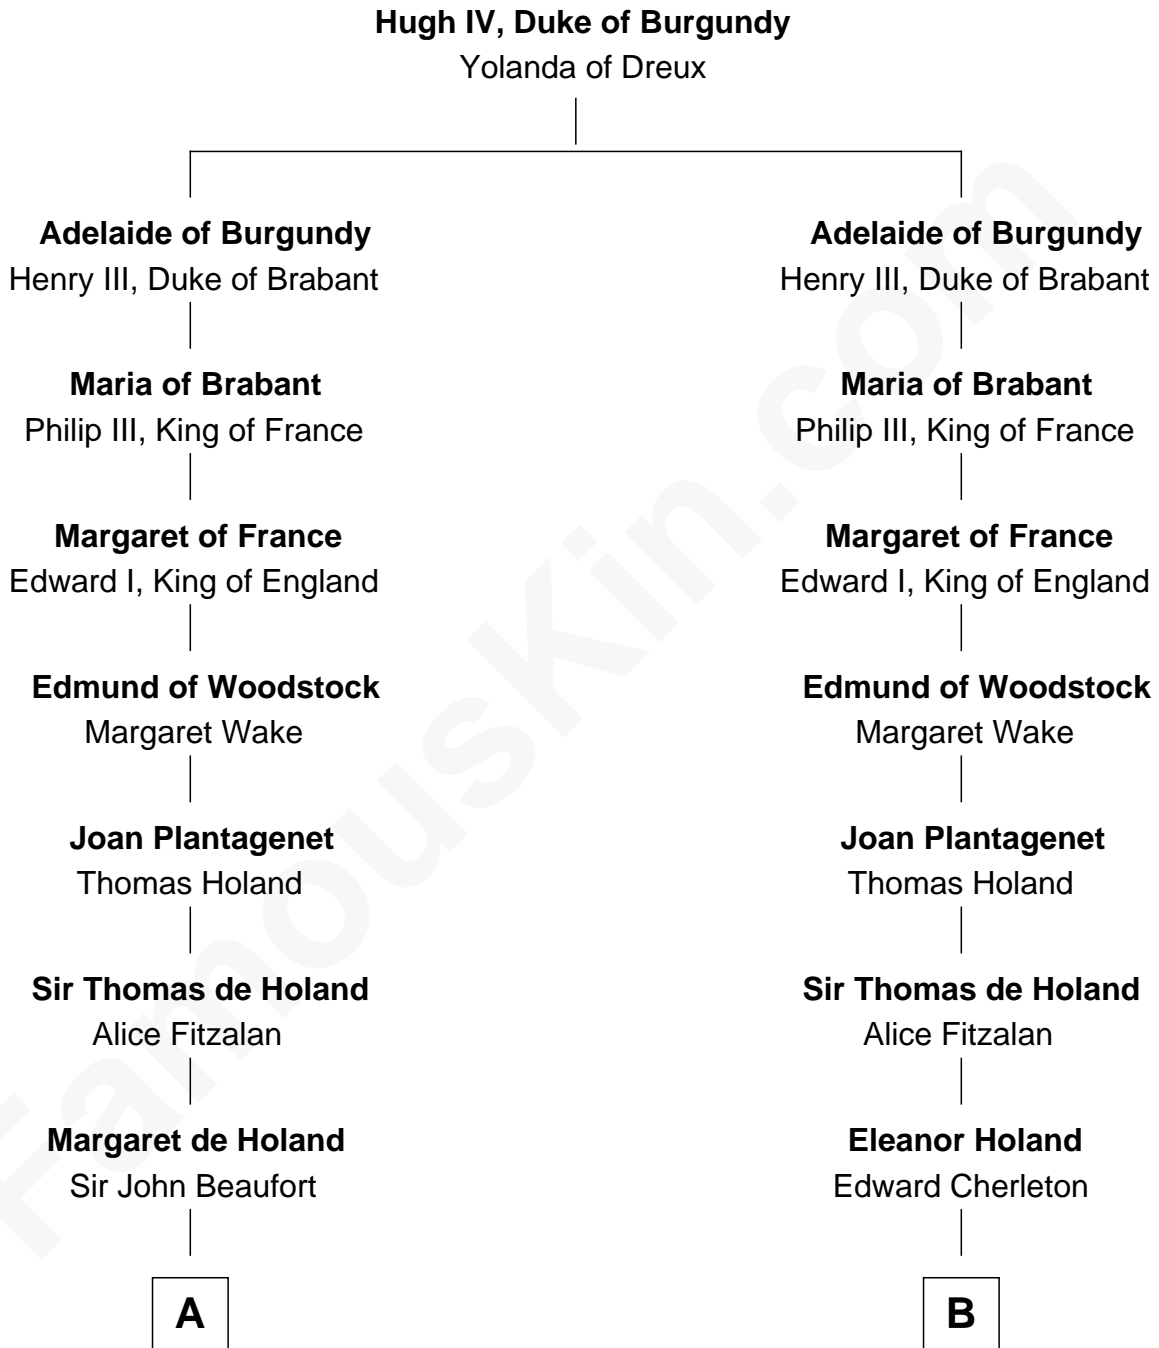 Hugh IV, Duke of Burgundy
Yolanda of Dreux
Adelaide of Burgundy
Henry III, Duke of Brabant
Maria of Brabant
Philip III, King of France
Margaret of France
Edward I, King of England
Edmund of Woodstock
Margaret Wake
Joan Plantagenet
Thomas Holand
Sir Thomas de Holand
Alice Fitzalan
Margaret de Holand
Sir John Beaufort
A
Adelaide of Burgundy
Henry III, Duke of Brabant
Maria of Brabant
Philip III, King of France
Margaret of France
Edward I, King of England
Edmund of Woodstock
Margaret Wake
Joan Plantagenet
Thomas Holand
Sir Thomas de Holand
Alice Fitzalan
Eleanor Holand
Edward Cherleton
B
FamousKin.com